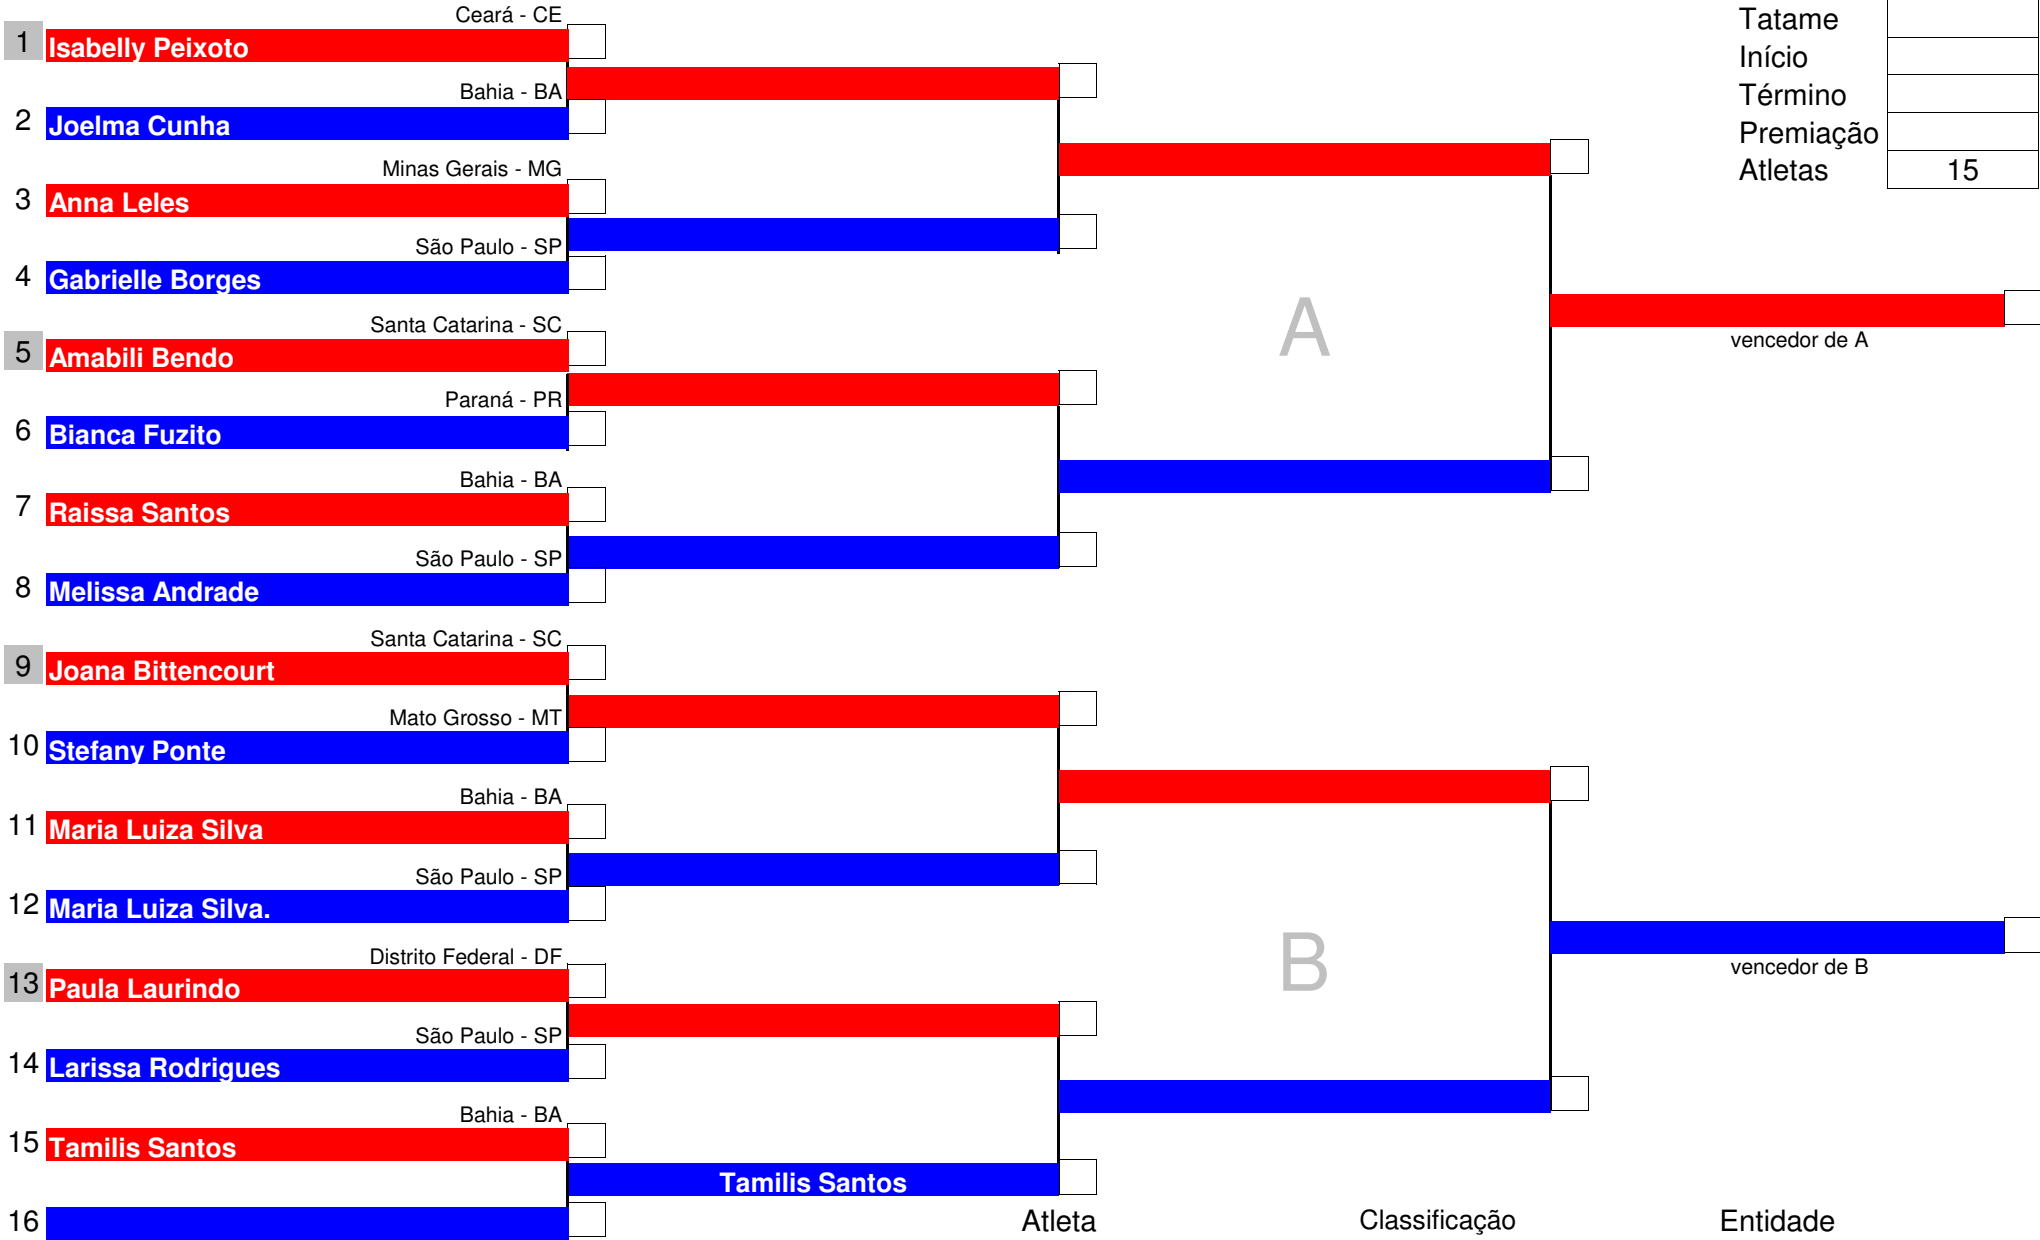 Ceará - CE
1 Isabelly Peixoto
Bahia - BA
2 Joelma Cunha
Minas Gerais - MG
3 Anna Leles
São Paulo - SP
4 Gabrielle Borges
Santa Catarina - SC
5 Amabili Bendo
Paraná - PR
6 Bianca Fuzito
Bahia - BA
7 Raissa Santos
São Paulo - SP
8 Melissa Andrade
Santa Catarina - SC
9 Joana Bittencourt
Mato Grosso - MT
10 Stefany Ponte
Bahia - BA
11 Maria Luiza Silva
São Paulo - SP
12 Maria Luiza Silva.
Distrito Federal - DF
13 Paula Laurindo
São Paulo - SP
14 Larissa Rodrigues
Bahia - BA
15 Tamilis Santos
16
Tamilis Santos
A
B
vencedor de A
vencedor de B
Tatame
Início
Término
Premiação
Atletas 15
Atleta Classificação Entidade